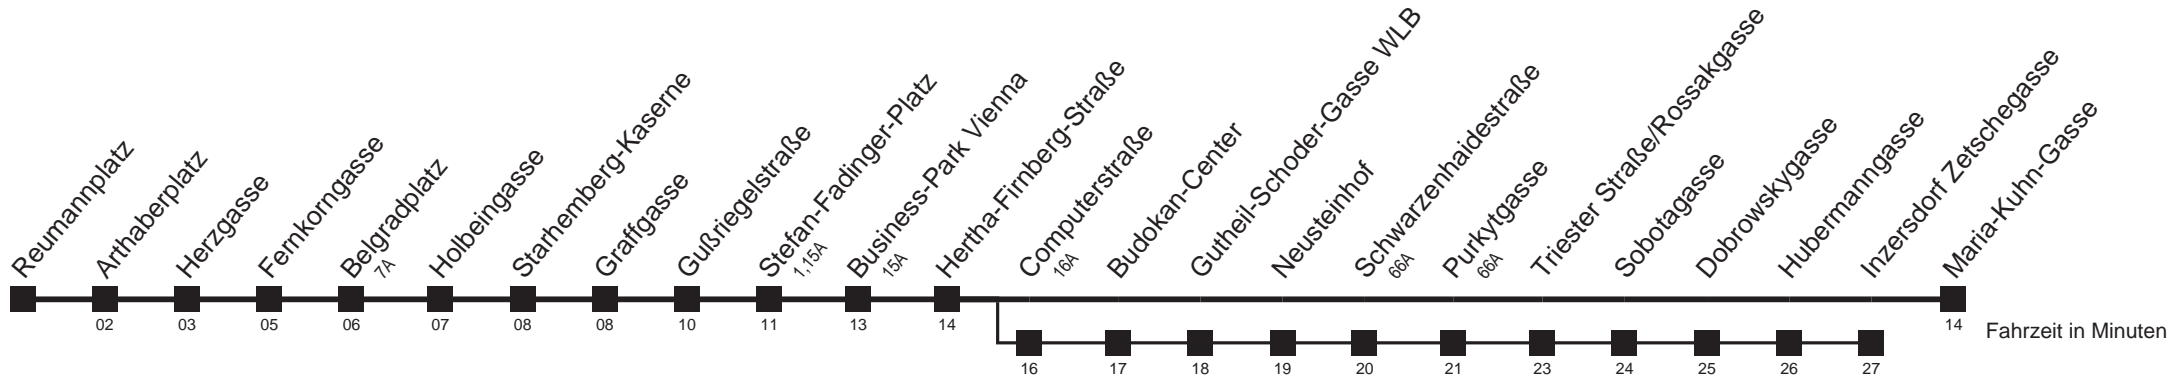 Reumannplatz
Arthaberplatz
02
Herzgasse
03
Fernkorngasse
05
Belgradplatz
7A
06
Holbeingasse
07
Starhemberg-Kaserne
08
Graffgasse
08
Gußriegelstraße
10
Stefan-Fadinger-Platz
1,15A
11
Business-Park Vienna
15A
13
Hertha-Firnberg-Straße
14
Computerstraße
16A
16
Budokan-Center
17
Gutheil-Schoder-Gasse WLB
18
Neusteinhof
19
Schwarzenhaidestraße
66A
20
Purkytgasse
66A
21
Triester Straße/Rossakgasse
23
Sobotagasse
24
Dobrowskygasse
25
Hubermanngasse
26
Inzersdorf Zetschegasse
27
Maria-Kuhn-Gasse
14
Fahrzeit in Minuten